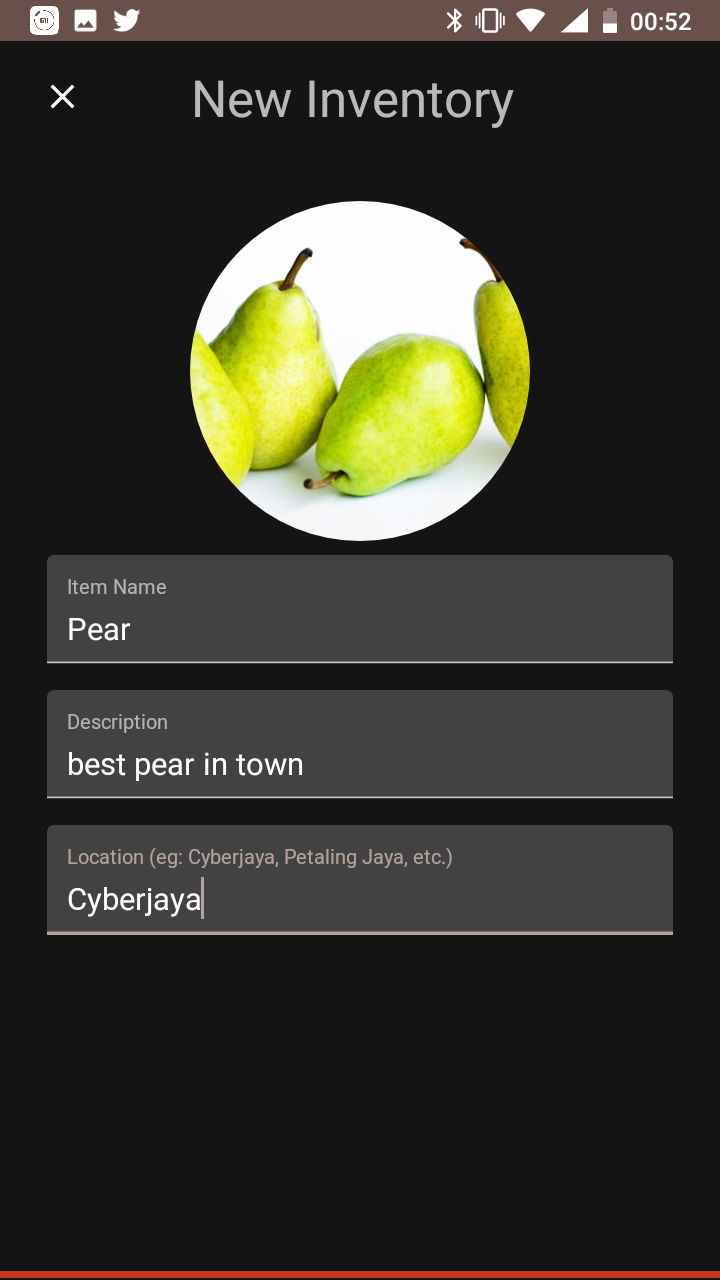 00:52
New Inventory
Item Name
Pear
Description
best pear in town
Location (eg: Cyberjaya, Petaling Jaya, etc.)
Cyberjaya